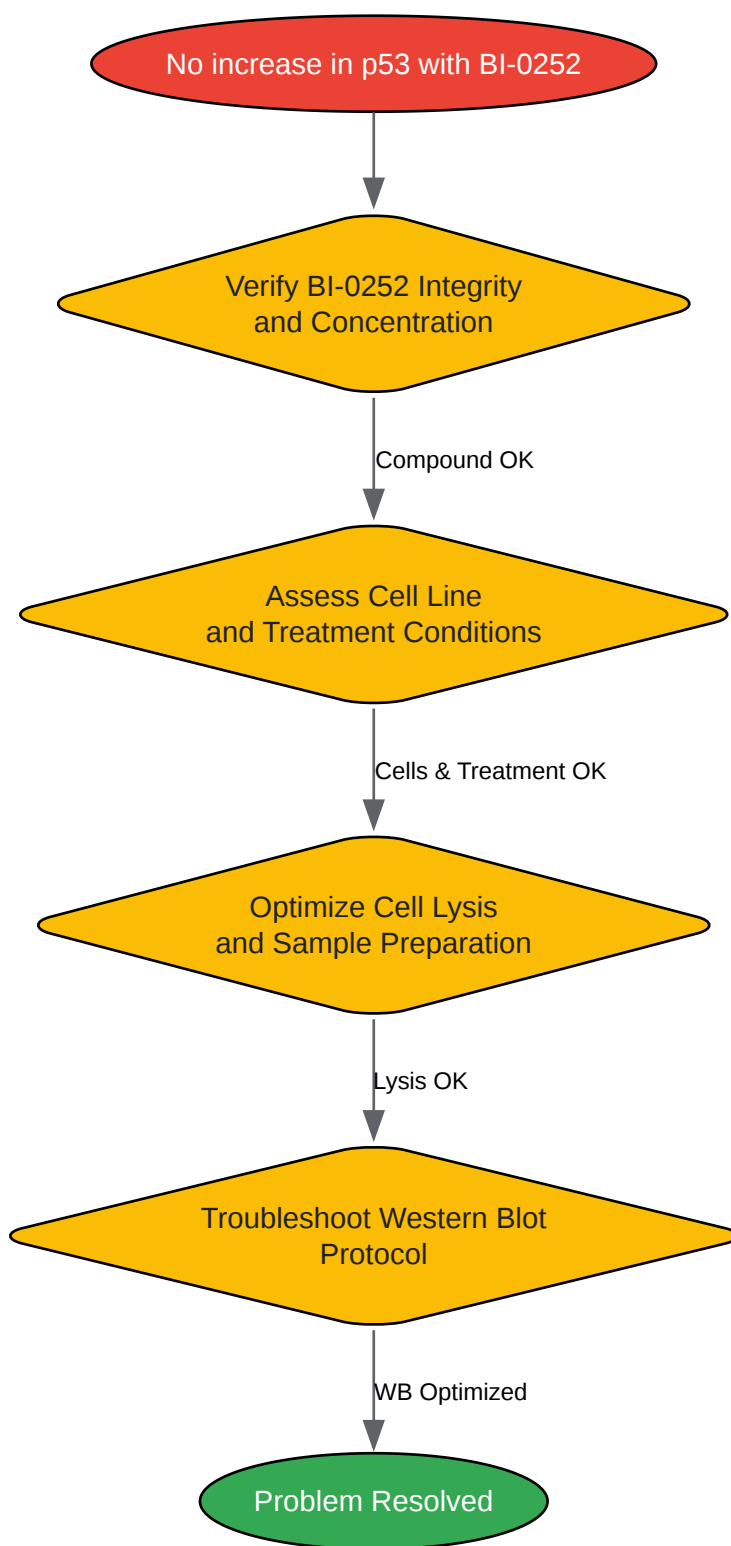 No increase in p53 with BI-0252
Verify BI-0252 Integrity
and Concentration
Compound OK
Assess Cell Line
and Treatment Conditions
Cells & Treatment OK
Optimize Cell Lysis
and Sample Preparation
Lysis OK
Troubleshoot Western Blot
Protocol
WB Optimized
Problem Resolved